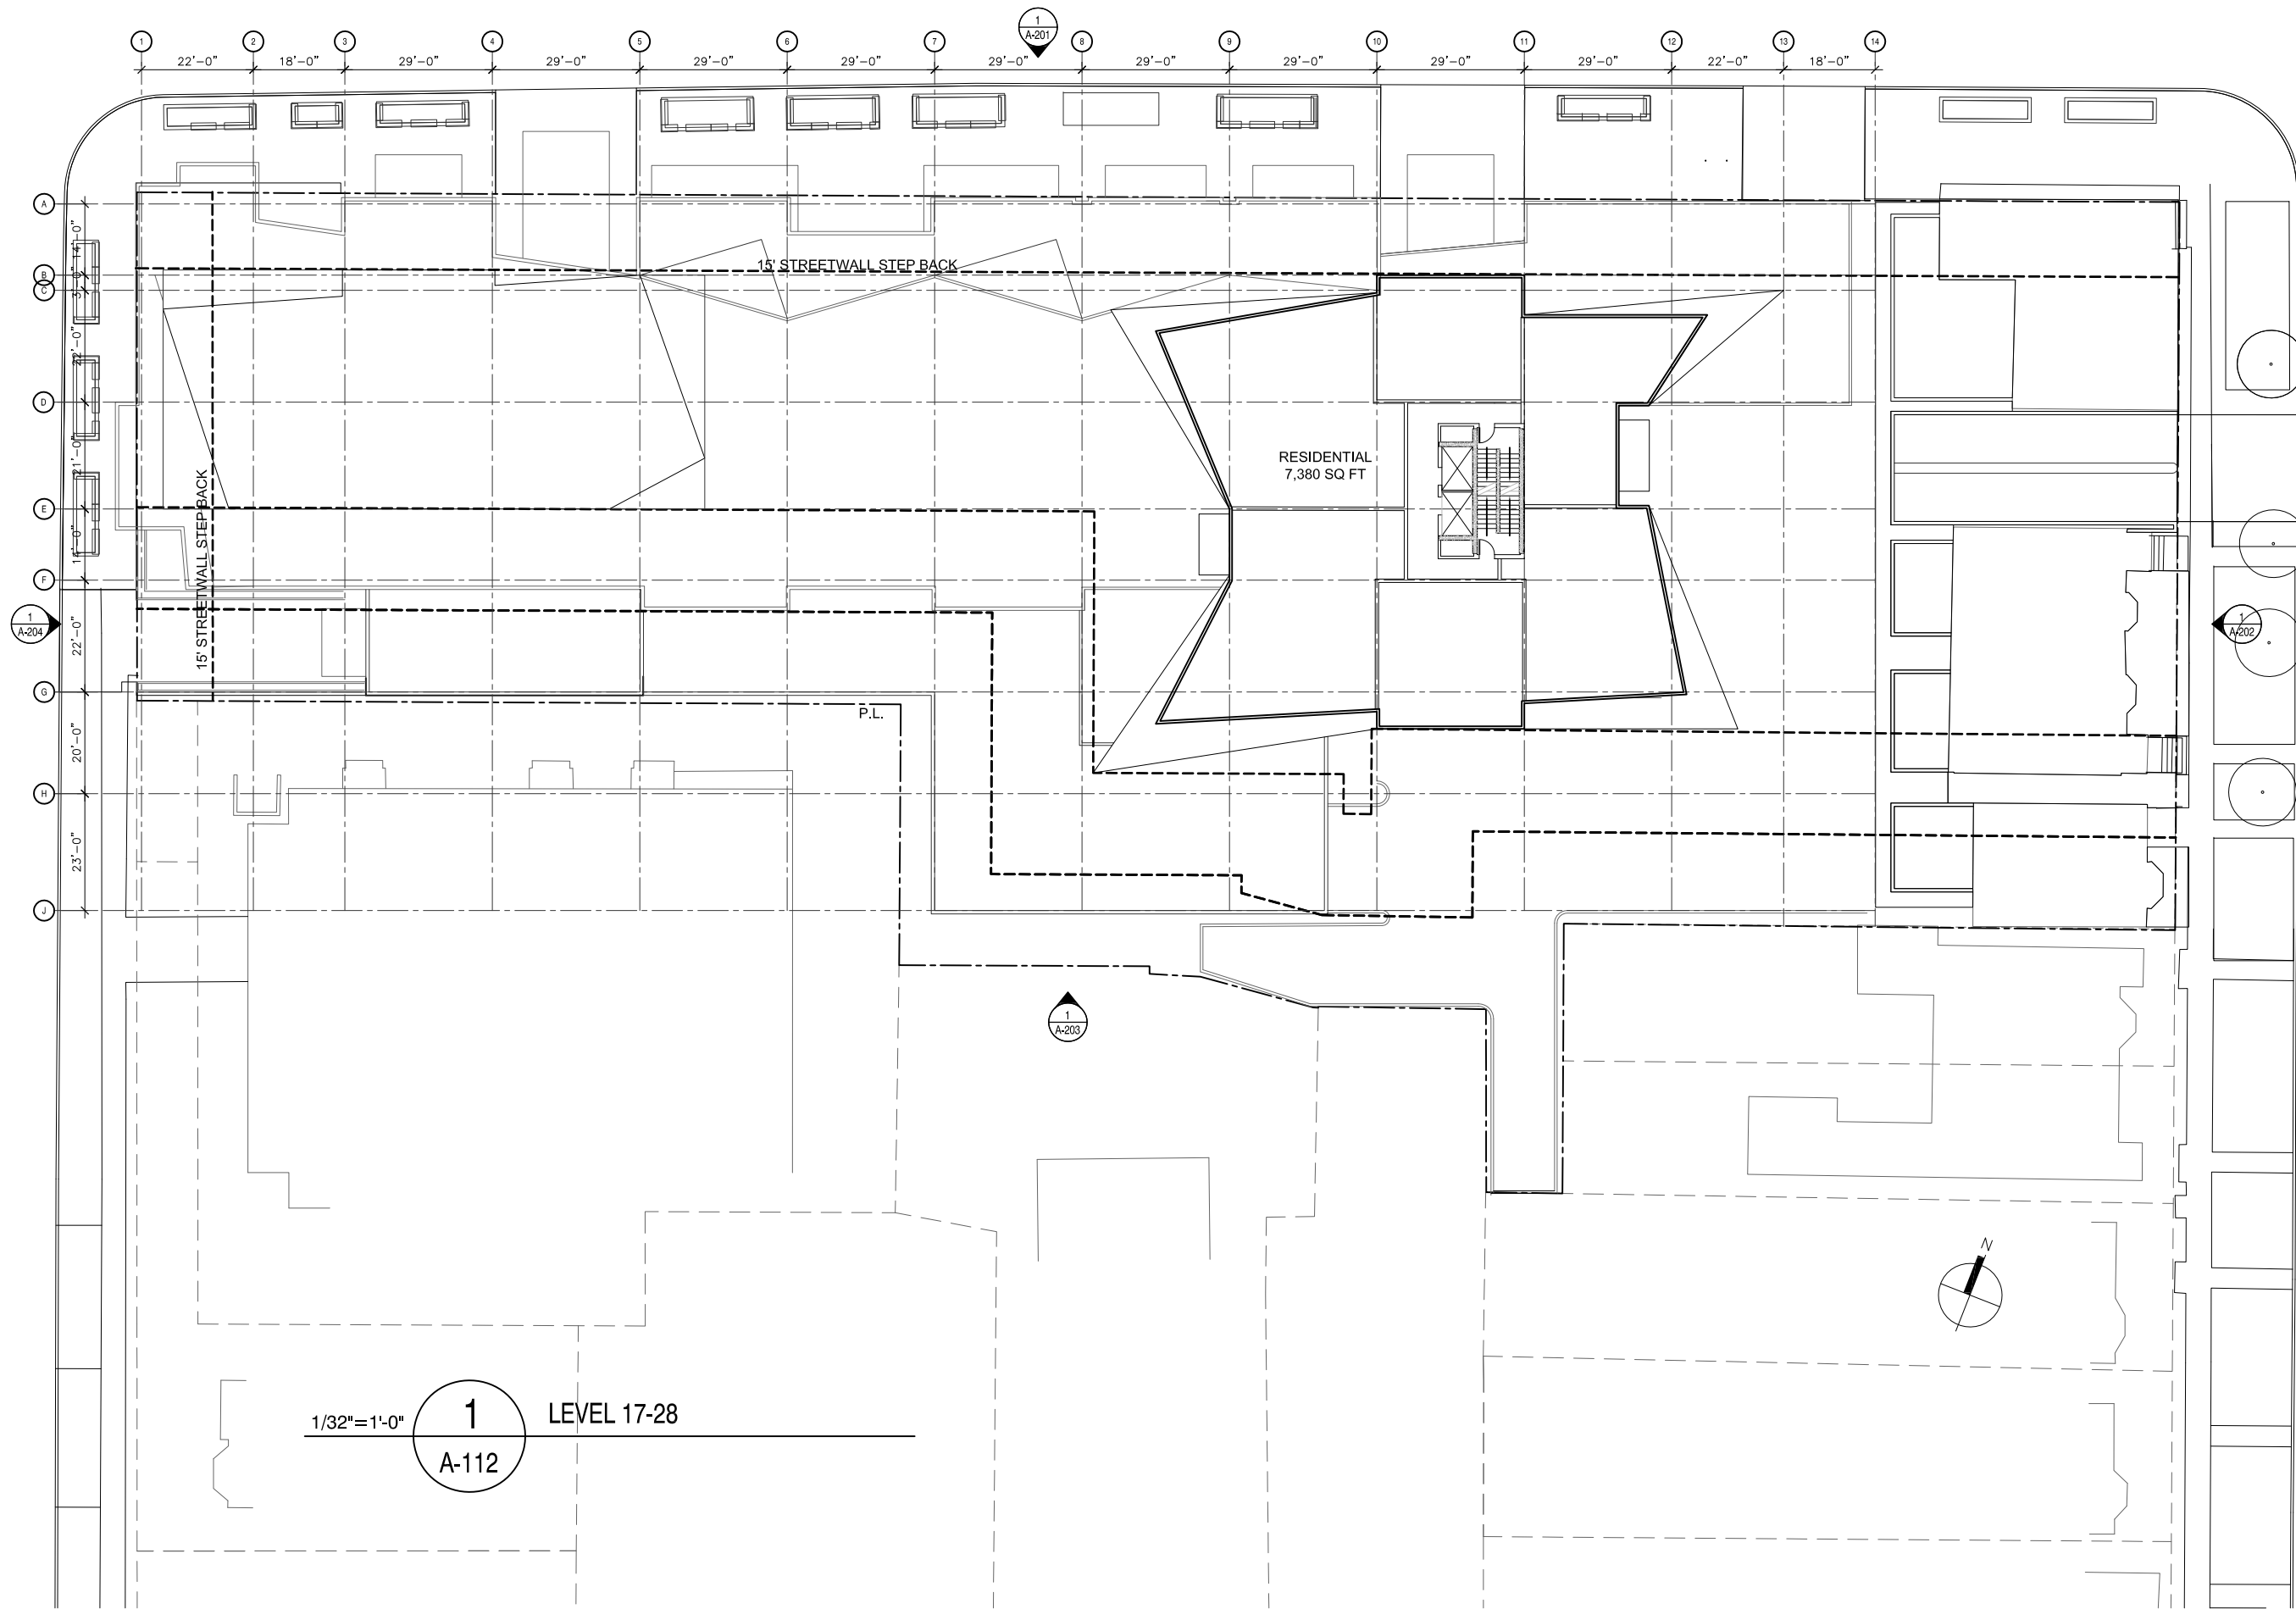 1
A-201
1 2 3 4 5 6 7 8 9 10 11 12 13 14
22'-0" 18'-0" 29'-0" 29'-0" 29'-0" 29'-0" 29'-0" 29'-0" 29'-0" 29'-0" 29'-0" 22'-0" 18'-0"
A
14'-0"
B
15' STREETWALL STEP BACK
C
3'-0"
22'-0"
D
21'-0"
RESIDENTIAL
7,380 SQ FT
E
15' STREETWALL STEP BACK
14'-0"
F
1
A-204
1
A-202
22'-0"
G
P.L.
20'-0"
H
23'-0"
J
1
A-203
N
1/32"=1'-0"
1
LEVEL 17-28
A-112